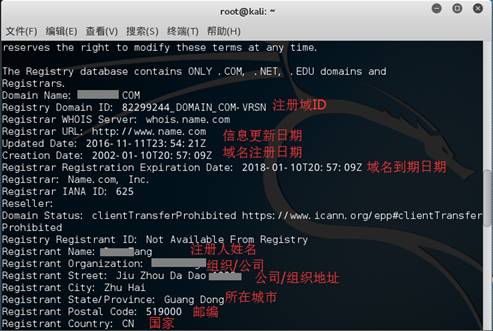 root@kali: ~
文件(F) 编辑(E) 查看(V) 搜索(S) 终端(T) 帮助(H)
reserves the right to modify these terms at any time.
The Registry database contains ONLY .COM, .NET, .EDU domains and
Registrars.
Domain Name: COM
Registry Domain ID: 82299244_DOMAIN_COM-VRSN 注册域ID
Registrar WHOIS Server: whois.name.com
Registrar URL: http://www.name.com 信息更新日期
Updated Date: 2016-11-11T23:54:21Z
Creation Date: 2002-01-10T20:57:09Z 域名注册日期
Registrar Registration Expiration Date: 2018-01-10T20:57:09Z 域名到期日期
Registrar: Name.com, Inc.
Registrar IANA ID: 625
Reseller:
Domain Status: clientTransferProhibited https://www.icann.org/epp#clientTransfer
Prohibited
Registry Registrant ID: Not Available From Registry
Registrant Name: ang 注册人姓名
Registrant Organization: 组织/公司
Registrant Street: Jiu Zhou Da Dao 公司/组织地址
Registrant City: Zhu Hai
Registrant State/Province: Guang Dong 所在城市
Registrant Postal Code: 519000 邮编
Registrant Country: CN 国家